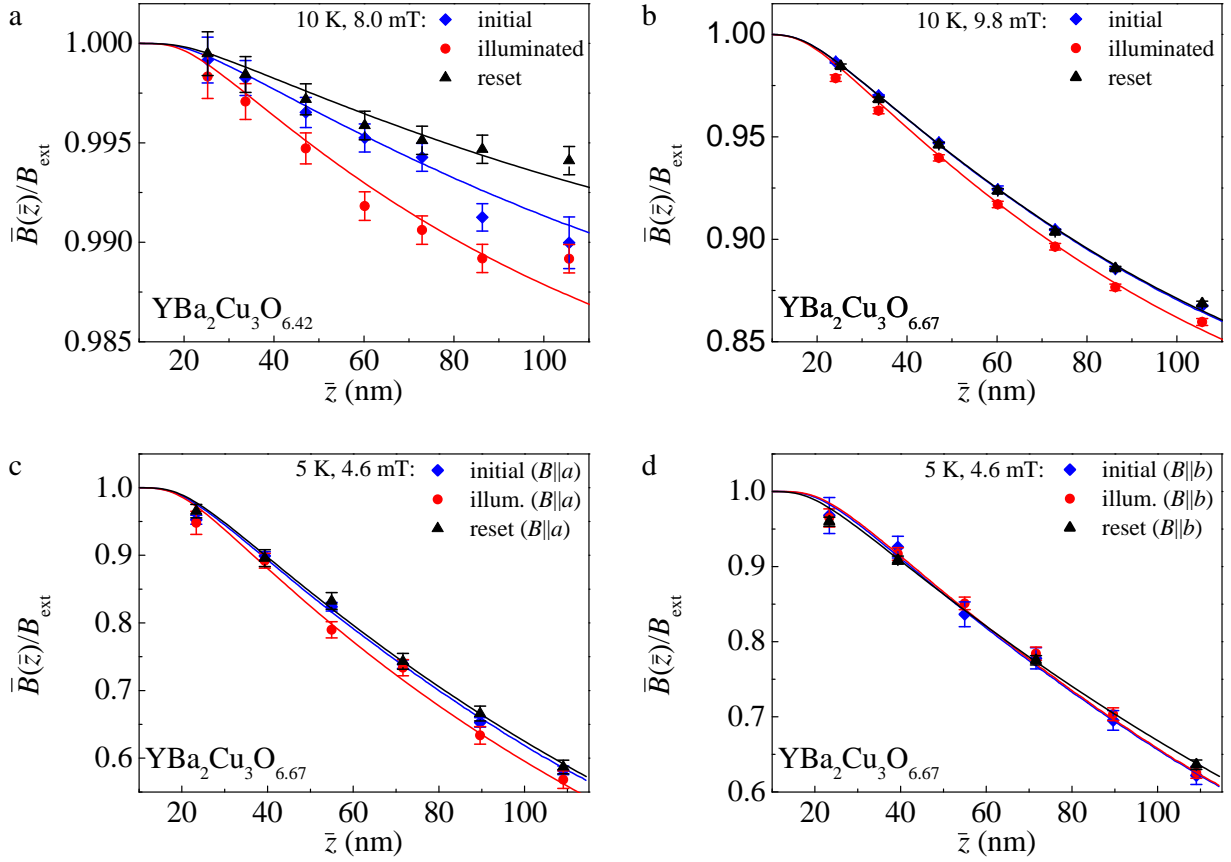 a
10 K, 8.0 mT:
initial
illuminated
reset
1.000
0.995
0.990
0.985
B̄(z̄)/B_ext
YBa₂Cu₃O₆.₄₂
20 40 60 80 100
z̄ (nm)
b
10 K, 9.8 mT:
initial
illuminated
reset
1.00
0.95
0.90
0.85
B̄(z̄)/B_ext
YBa₂Cu₃O₆.₆₇
20 40 60 80 100
z̄ (nm)
c
5 K, 4.6 mT:
initial (B||a)
illum. (B||a)
reset (B||a)
1.0
0.9
0.8
0.7
0.6
B̄(z̄)/B_ext
YBa₂Cu₃O₆.₆₇
20 40 60 80 100
z̄ (nm)
d
5 K, 4.6 mT:
initial (B||b)
illum. (B||b)
reset (B||b)
1.0
0.9
0.8
0.7
0.6
B̄(z̄)/B_ext
YBa₂Cu₃O₆.₆₇
20 40 60 80 100
z̄ (nm)